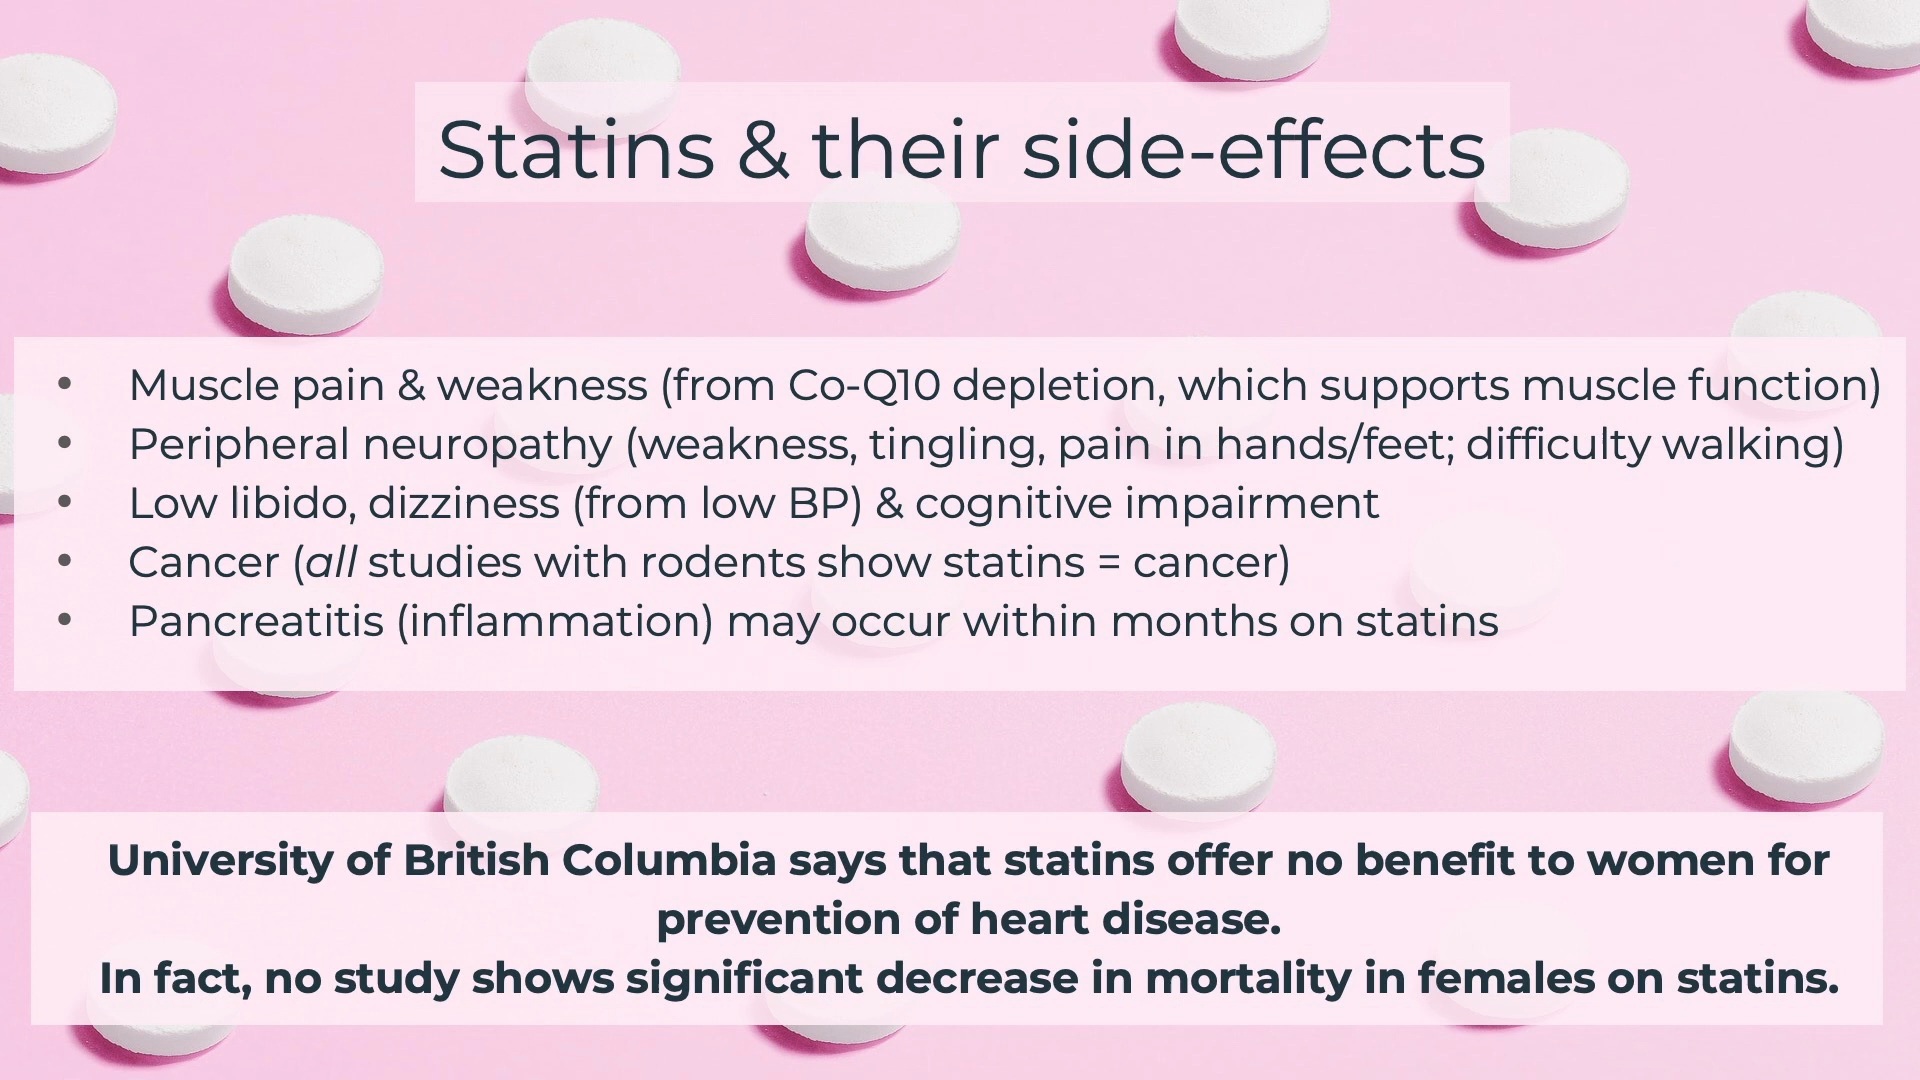 Statins & their side-effects
• Muscle pain & weakness (from Co-Q10 depletion, which supports muscle function)
• Peripheral neuropathy (weakness, tingling, pain in hands/feet; difficulty walking)
• Low libido, dizziness (from low BP) & cognitive impairment
• Cancer (all studies with rodents show statins = cancer)
• Pancreatitis (inflammation) may occur within months on statins
University of British Columbia says that statins offer no benefit to women for
prevention of heart disease.
In fact, no study shows significant decrease in mortality in females on statins.